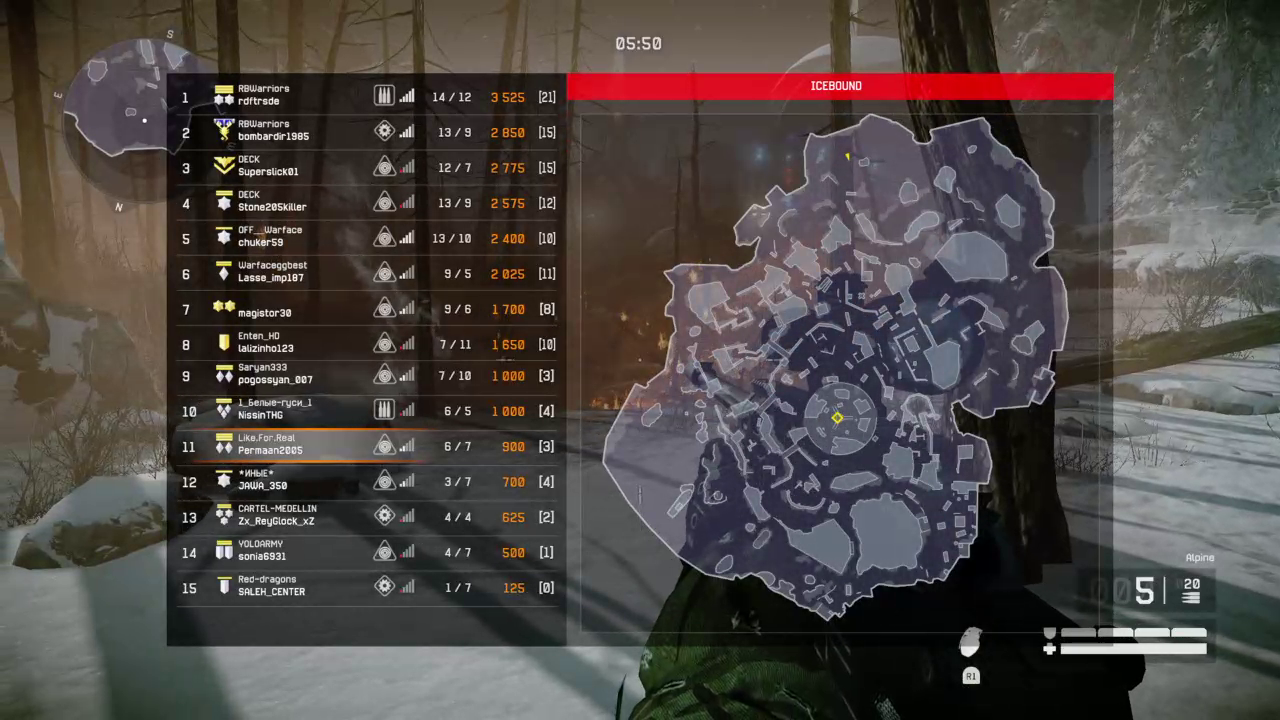 S
E
N
05:50
ICEBOUND
1 RBWarriors
rdftrsde 14 / 12 3 525 [21]
2 RBWarriors
bombardir1985 13 / 9 2 850 [15]
3 DECK
Superslick01 12 / 7 2 775 [15]
4 DECK
Stone205killer 13 / 9 2 575 [12]
5 OFF__Warface
chuker59 13 / 10 2 400 [10]
6 Warfaceggbest
Lasse_imp187 9 / 5 2 025 [11]
7 magistor30 9 / 6 1 700 [8]
8 Enten_HD
lalizinho123 7 / 11 1 650 [10]
9 Saryan333
pogossyan_007 7 / 10 1 000 [3]
10 1_Белые-гуси_1
NissinTHG 6 / 5 1 000 [4]
11 Like.For.Real
Permaan2005 6 / 7 900 [3]
12 *ИНЫЕ*
JAWA_350 3 / 7 700 [4]
13 CARTEL-MEDELLIN
Zx_ReyGlock_xZ 4 / 4 625 [2]
14 YOLOARMY
sonia6931 4 / 7 500 [1]
15 Red-dragons
SALEH_CENTER 1 / 7 125 [0]
Alpine
005 20
R1